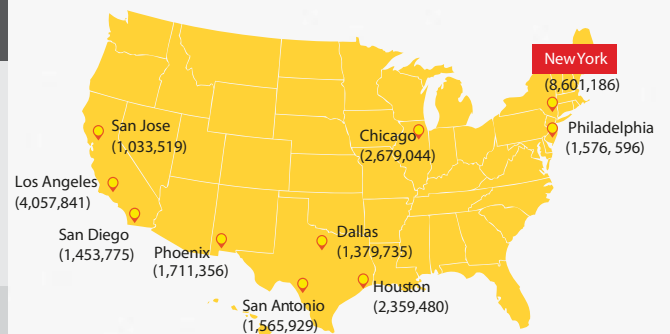 New York
(8,601,186)
San Jose
(1,033,519)
Chicago
(2,679,044)
Philadelphia
(1,576, 596)
Los Angeles
(4,057,841)
San Diego
(1,453,775)
Phoenix
(1,711,356)
Dallas
(1,379,735)
Houston
(2,359,480)
San Antonio
(1,565,929)